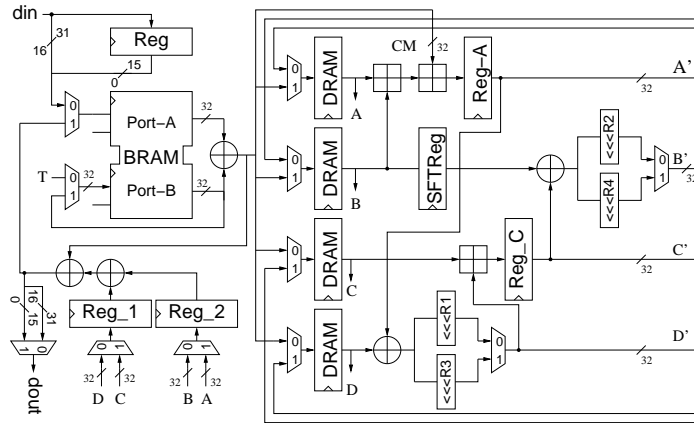 din
31
16
Reg
15
0
0
1
Port-A
32
BRAM
T
0
1
32
Port-B
32
16
31
0
15
Reg_1
Reg_2
0 1
0 1
1 0
32
32
32
32
D C
B A
dout
0
1
DRAM
A
CM
32
Reg-A
A'
32
0
1
DRAM
B
SFTReg
<<<R2
<<<R4
0
1
B'
32
0
1
DRAM
C
Reg_C
C'
32
0
1
DRAM
D
<<<R1
<<<R3
0
1
D'
32